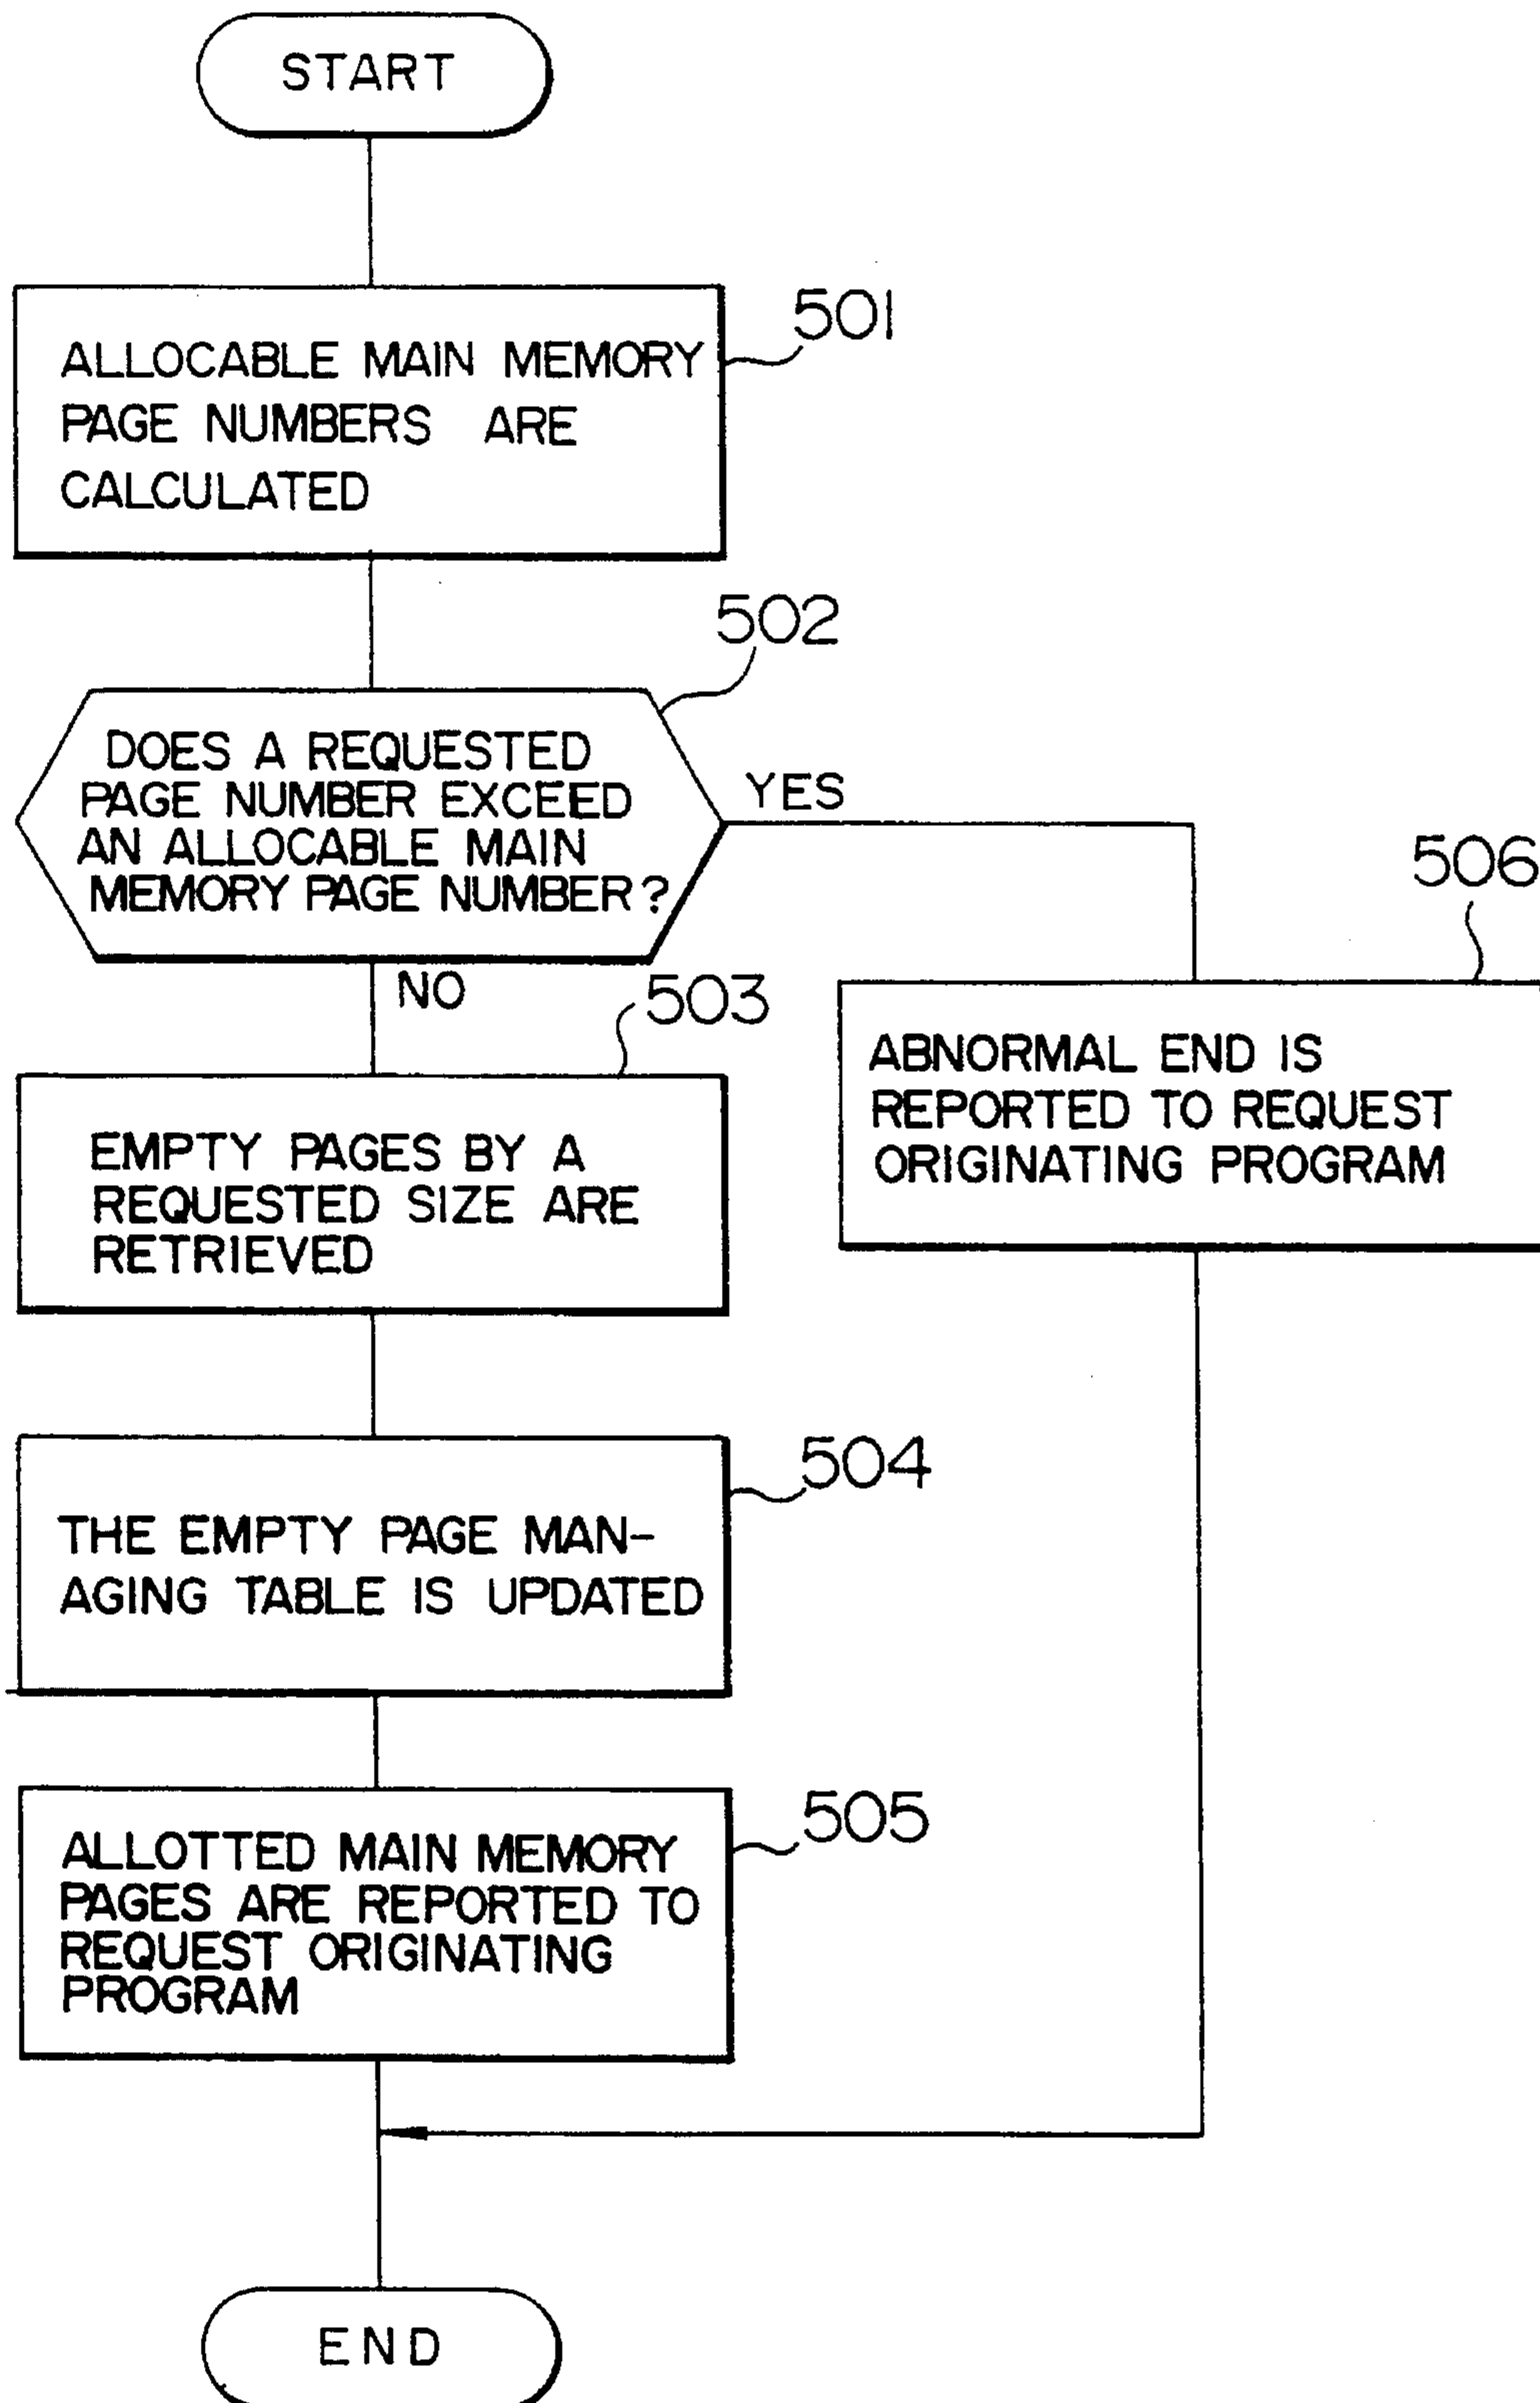 START
501
ALLOCABLE MAIN MEMORY
PAGE NUMBERS ARE
CALCULATED
502
DOES A REQUESTED
PAGE NUMBER EXCEED
AN ALLOCABLE MAIN
MEMORY PAGE NUMBER?
YES
NO
503
EMPTY PAGES BY A
REQUESTED SIZE ARE
RETRIEVED
506
ABNORMAL END IS
REPORTED TO REQUEST
ORIGINATING PROGRAM
504
THE EMPTY PAGE MAN-
AGING TABLE IS UPDATED
505
ALLOTTED MAIN MEMORY
PAGES ARE REPORTED TO
REQUEST ORIGINATING
PROGRAM
END